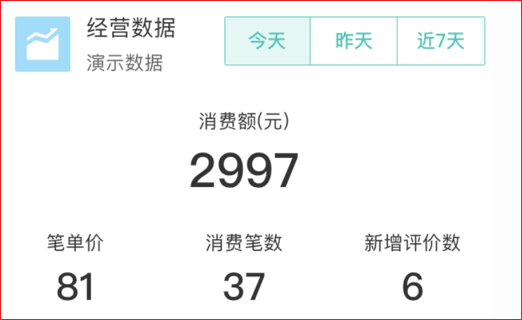 经营数据
演示数据
今天 昨天 近7天
消费额(元)
2997
笔单价 消费笔数 新增评价数
81 37 6